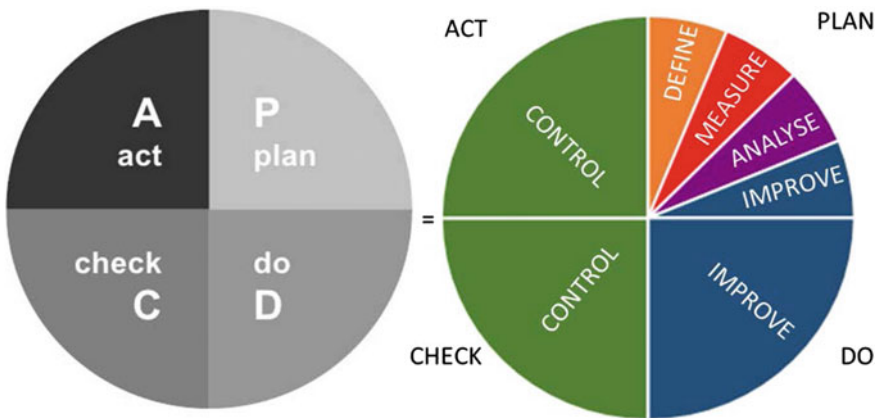 A
act
P
plan
check
C
do
D
=
ACT
PLAN
CHECK
DO
CONTROL
DEFINE
MEASURE
ANALYSE
IMPROVE
CONTROL
IMPROVE